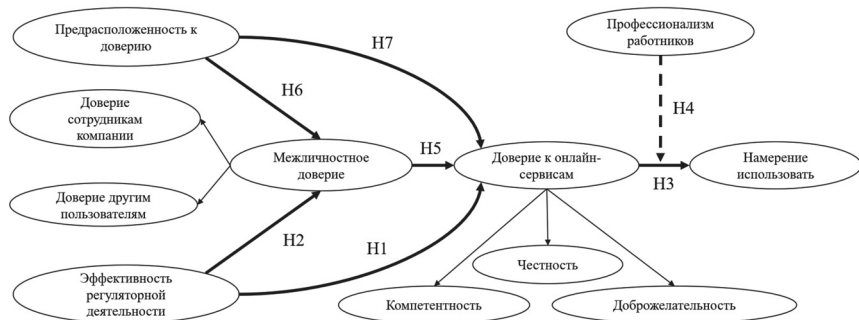 Предрасположенность к
доверию
H7
Профессионализм
работников
H6
H4
Доверие
сотрудникам
компании
Межличностное
доверие
H5
Доверие к онлайн-
сервисам
H3
Намерение
использовать
Доверие другим
пользователям
H2
H1
Эффективность
регуляторной
деятельности
Честность
Компетентность
Доброжелательность